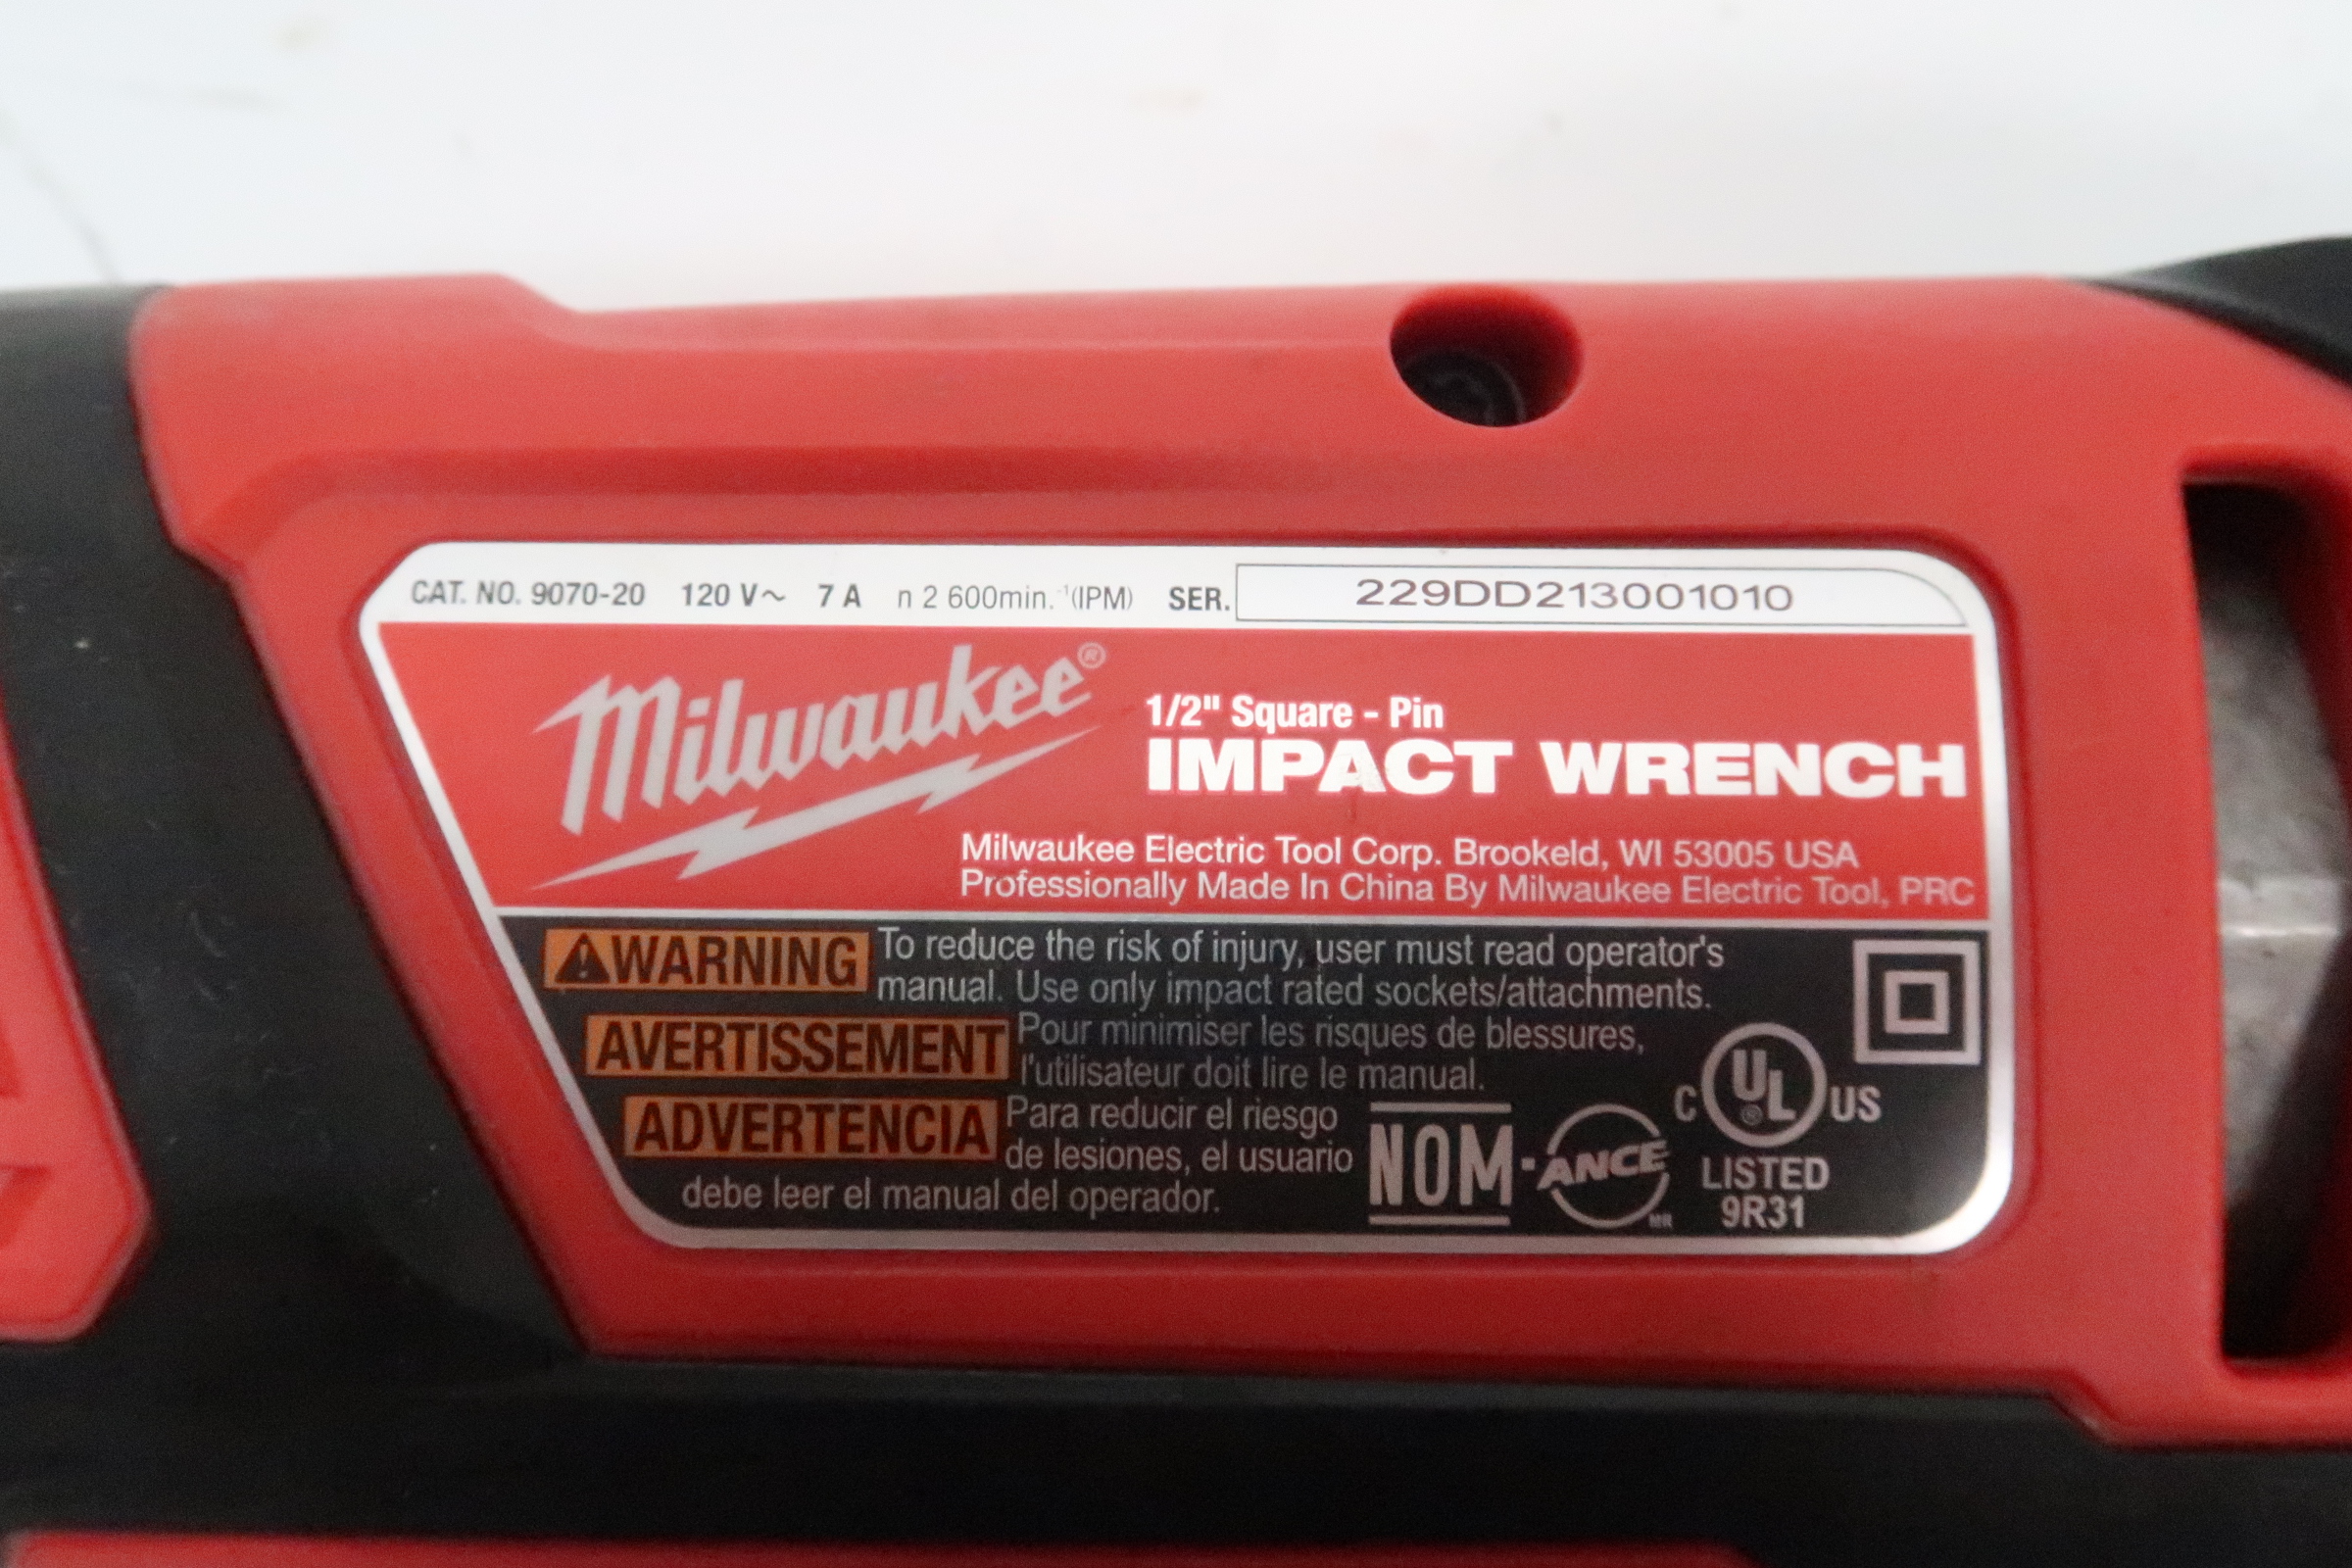 CAT. NO. 9070-20 120 V~ 7 A n 2 600min.-1(IPM) SER. 229DD213001010
Milwaukee®
1/2" Square - Pin
IMPACT WRENCH
Milwaukee Electric Tool Corp. Brookeld, WI 53005 USA
Professionally Made In China By Milwaukee Electric Tool, PRC
WARNING To reduce the risk of injury, user must read operator's
manual. Use only impact rated sockets/attachments.
AVERTISSEMENT Pour minimiser les risques de blessures,
l'utilisateur doit lire le manual.
ADVERTENCIA Para reducir el riesgo
de lesiones, el usuario
debe leer el manual del operador.
NOM-ANCE MR
C UL® US
LISTED
9R31